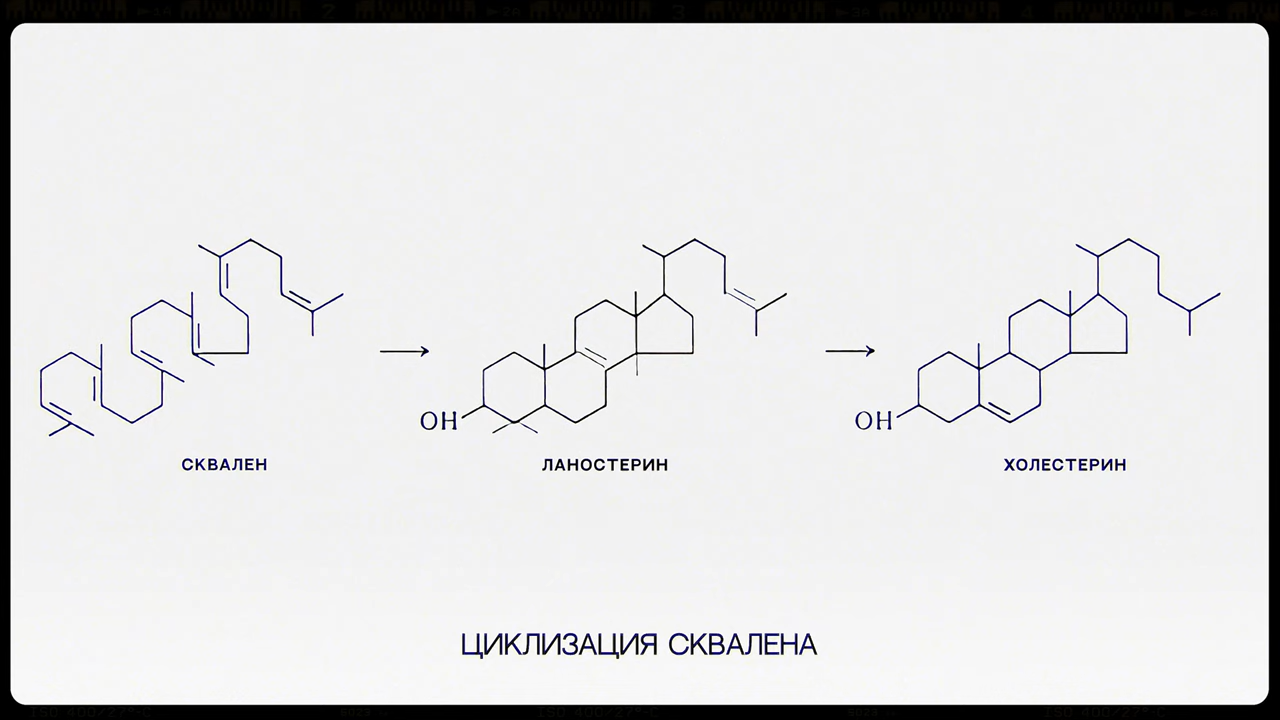 OH
OH
СКВАЛЕН
ЛАНОСТЕРИН
ХОЛЕСТЕРИН
ЦИКЛИЗАЦИЯ СКВАЛЕНА